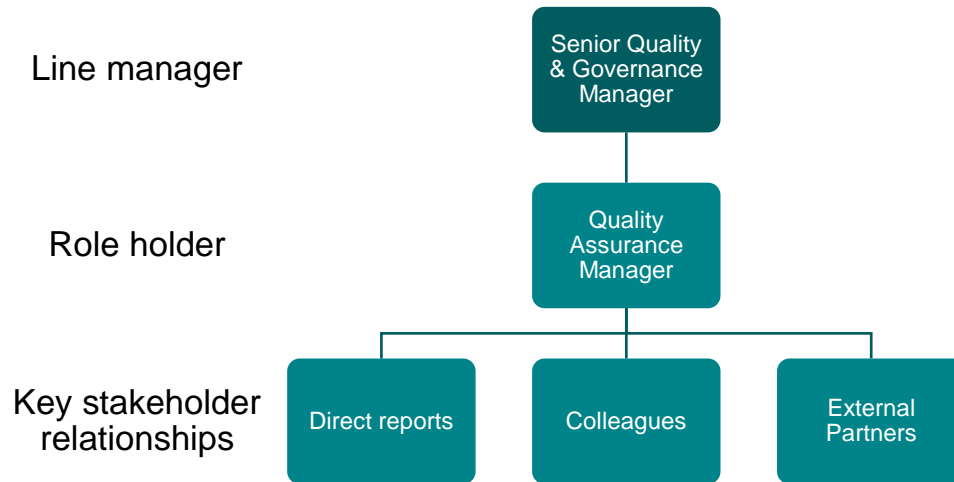 Line manager
Senior Quality
& Governance
Manager
Role holder
Quality
Assurance
Manager
Key stakeholder
relationships
Direct reports
Colleagues
External
Partners